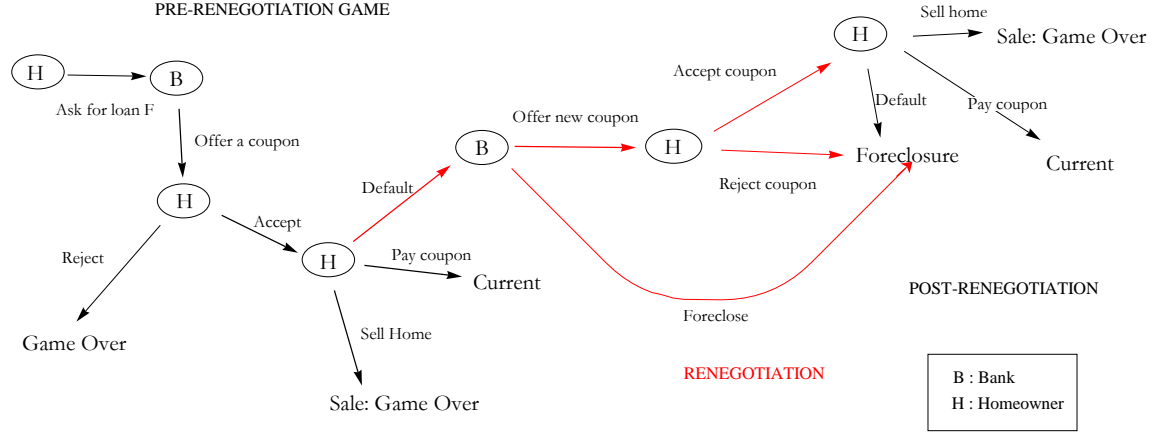 PRE-RENEGOTIATION GAME
Sell home
H
Sale: Game Over
H
B
Accept coupon
Ask for loan F
Default
Pay coupon
Offer new coupon
Offer a coupon
B
H
Foreclosure
Current
Default
Reject coupon
H
Accept
Reject
H
Pay coupon
Current
POST-RENEGOTIATION
Foreclose
Game Over
Sell Home
RENEGOTIATION
B : Bank
H : Homeowner
Sale: Game Over